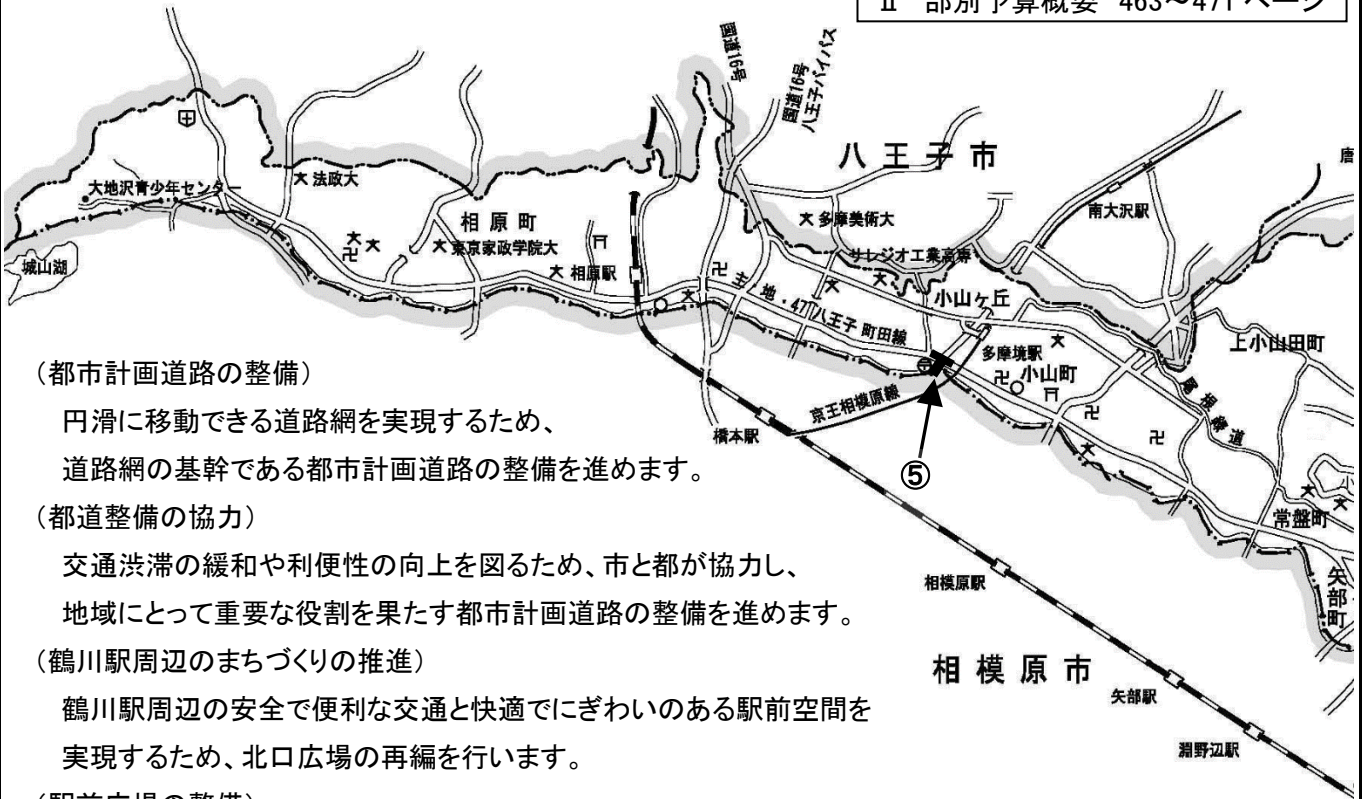 Ⅱ 部別予算概要 463~471 ページ
国道16号
国道16号
八王子バイパス
八王子市
大地沢青少年センター
法政大
相原町
東京家政学院大
相原駅
城山湖
多摩美術大
サレジオ工業高専
南大沢駅
唐
小山ヶ丘
主・地・47八王子町田線
多摩境駅
小山町
上小山田町
尾根幹道
京王相模原線
橋本駅
⑤
常盤町
矢部町
相模原駅
相模原市
矢部駅
淵野辺駅
(都市計画道路の整備)
円滑に移動できる道路網を実現するため、
道路網の基幹である都市計画道路の整備を進めます。
(都道整備の協力)
交通渋滞の緩和や利便性の向上を図るため、市と都が協力し、
地域にとって重要な役割を果たす都市計画道路の整備を進めます。
(鶴川駅周辺のまちづくりの推進)
鶴川駅周辺の安全で便利な交通と快適でにぎわいのある駅前空間を
実現するため、北口広場の再編を行います。
(駅前広場の整備)